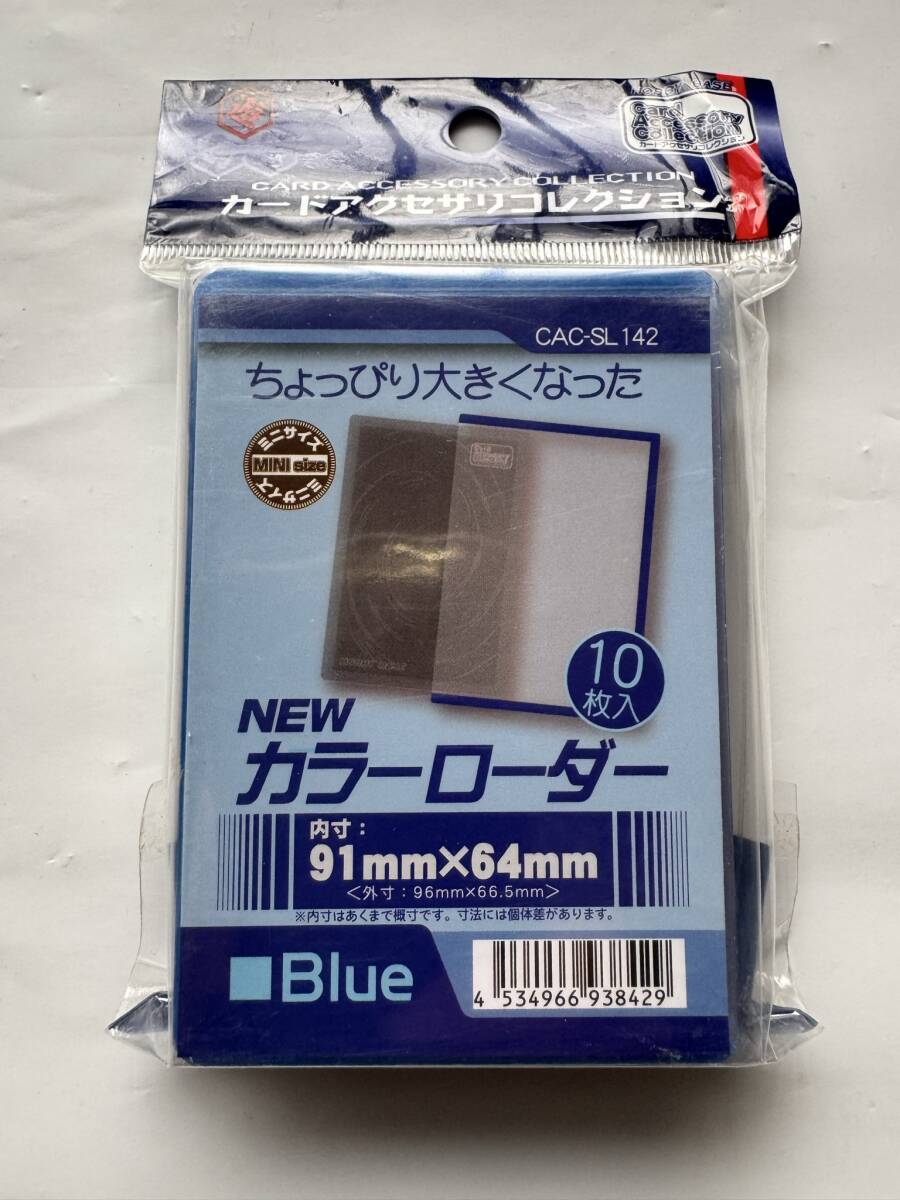 HOBBY BASE
Card
Accessory
Collection
カードアクセサリコレクション
CARD ACCESSORY COLLECTION
カードアクセサリコレクション
CAC-SL142
ちょっぴり大きくなった
ミニサイズ
MINI size
ミニサイズ
10
枚入
NEW
カラーローダー
内寸：
91mm×64mm
＜外寸：96mm×66.5mm＞
※内寸はあくまで概寸です。寸法には個体差があります。
Blue
4 534966 938429